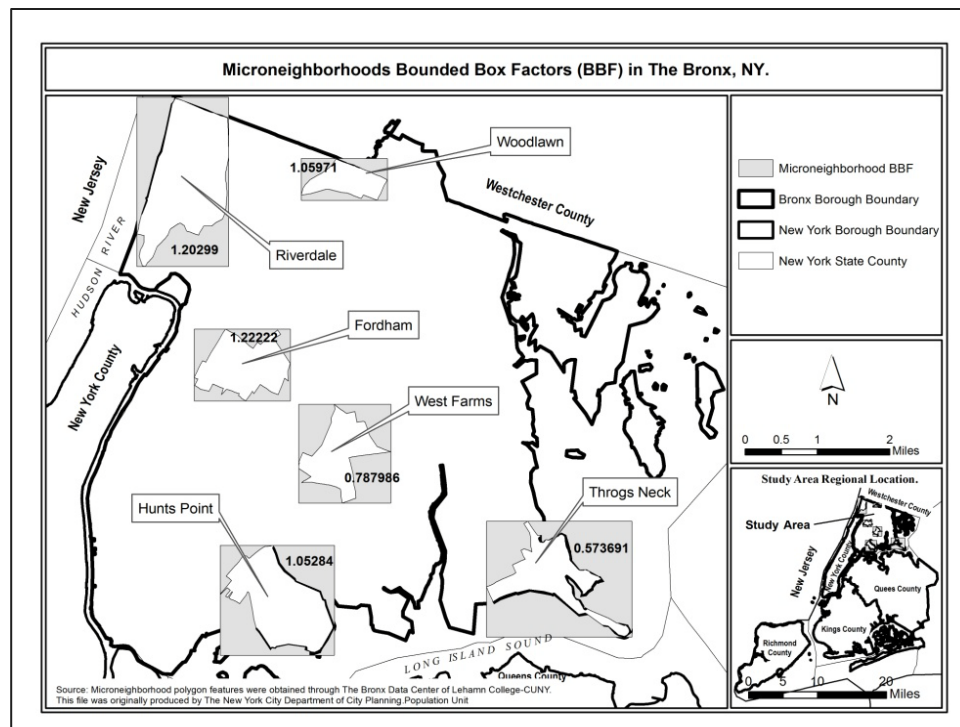 Microneighborhoods Bounded Box Factors (BBF) in The Bronx, NY.
New Jersey
HUDSON RIVER
New York County
Westchester County
1.05971
Woodlawn
1.20299
Riverdale
1.22222
Fordham
West Farms
0.787986
Hunts Point
1.05284
Throgs Neck
0.573691
LONG ISLAND SOUND
Queens County
Source: Microneighborhood polygon features were obtained through The Bronx Data Center of Lehamn College-CUNY.
This file was originally produced by The New York City Department of City Planning.Population Unit
Microneighborhood BBF
Bronx Borough Boundary
New York Borough Boundary
New York State County
N
0 0.5 1 2
Miles
Study Area Regional Location.
Westchester County
Study Area
New Jersey
New York County
Quees County
Kings County
Richmond
County
0 5 10 20
Miles